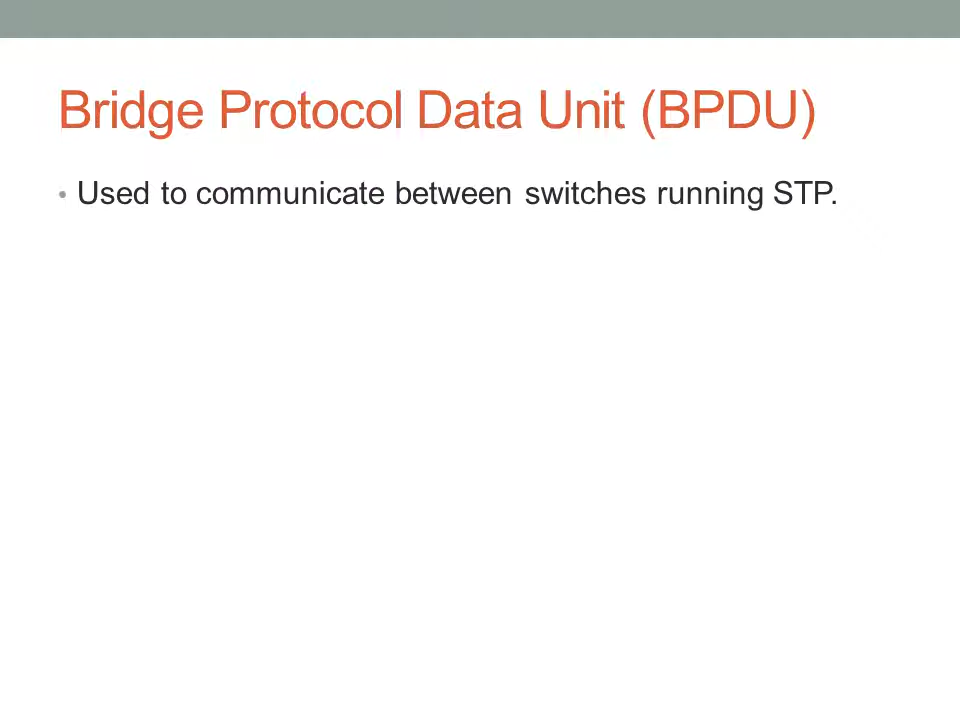 Bridge Protocol Data Unit (BPDU)
• Used to communicate between switches running STP.